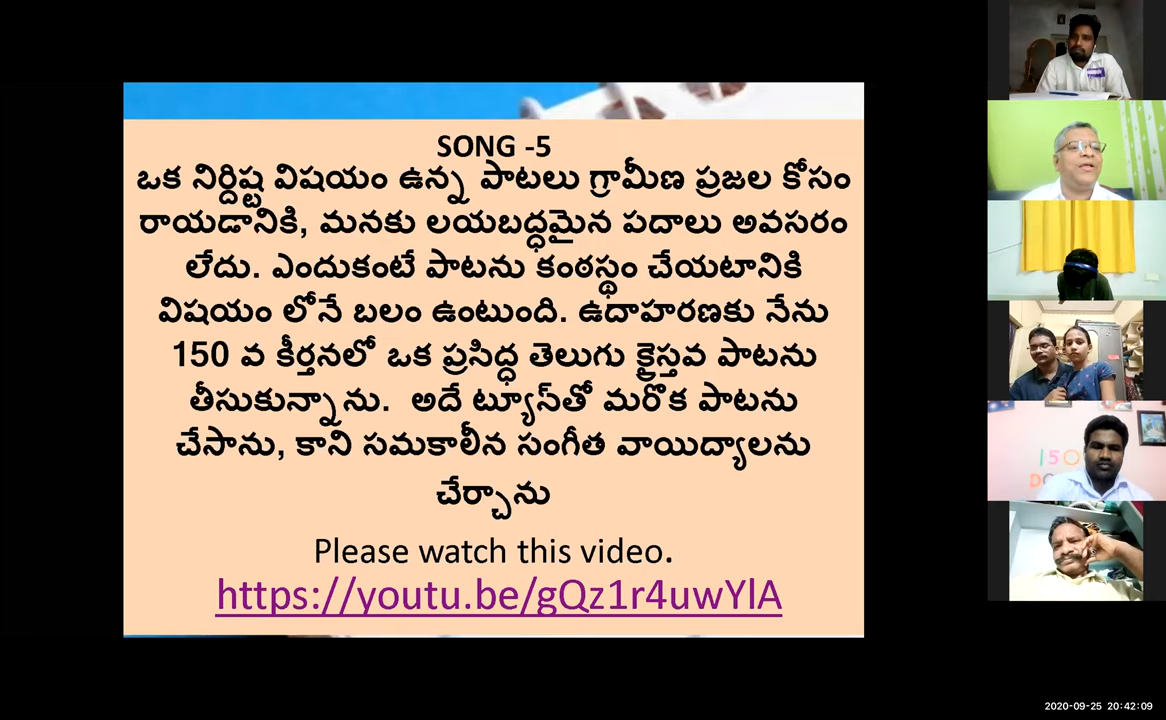 SONG -5
ఒక నిర్దిష్ట విషయం ఉన్న పాటలు గ్రామీణ ప్రజల కోసం
రాయడానికి, మనకు లయబద్ధమైన పదాలు అవసరం
లేదు. ఎందుకంటే పాటను కంఠస్థం చేయటానికి
విషయం లోనే బలం ఉంటుంది. ఉదాహరణకు నేను
150 వ కీర్తనలో ఒక ప్రసిద్ధ తెలుగు క్రైస్తవ పాటను
తీసుకున్నాను. అదే ట్యూన్‌తో మరొక పాటను
చేసాను, కాని సమకాలీన సంగీత వాయిద్యాలను
చేర్చాను
Please watch this video.
https://youtu.be/gQz1r4uwYlA
150
2020-09-25 20:42:09